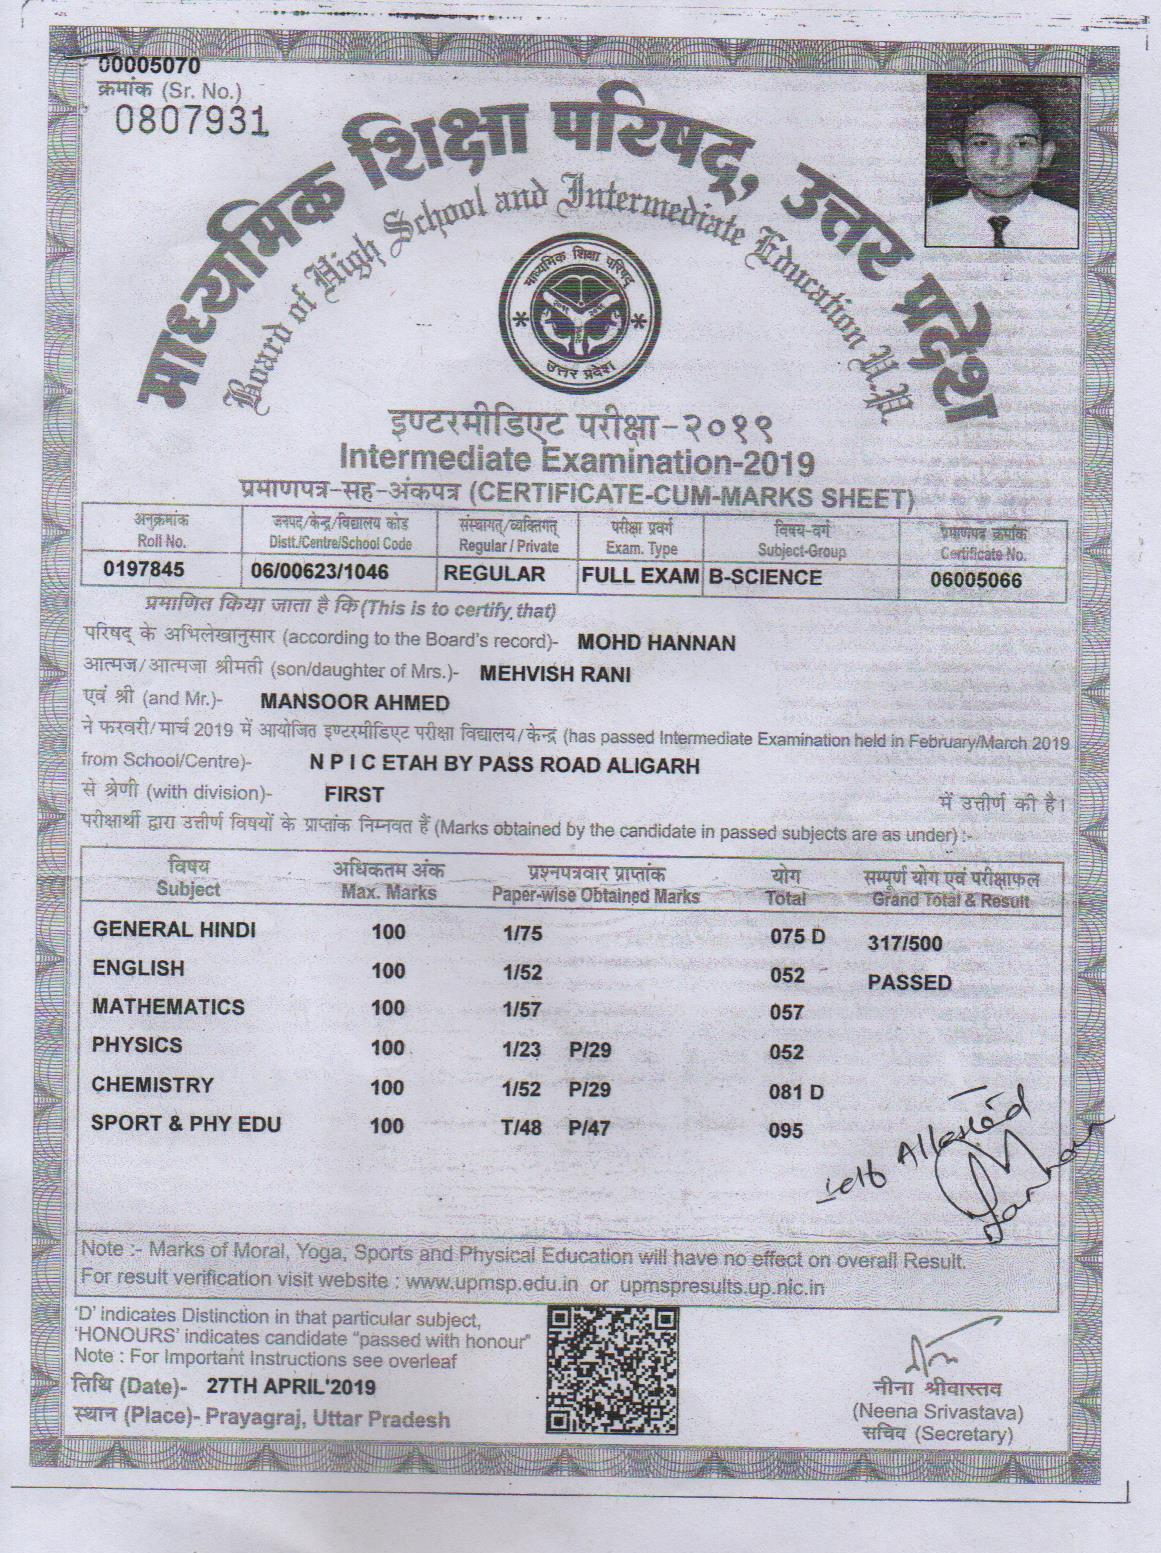 00005070
क्रमांक (Sr. No.)
0807931
माध्यमिक शिक्षा परिषद्, उत्तर प्रदेश
Board of High School and Intermediate Education U.P.
माध्यमिक शिक्षा परिषद्
उत्तर प्रदेश
इण्टरमीडिएट परीक्षा-२०१९
Intermediate Examination-2019
प्रमाणपत्र-सह-अंकपत्र (CERTIFICATE-CUM-MARKS SHEET)
अनुक्रमांक जनपद/केन्द्र/विद्यालय कोड संस्थागत्/व्यक्तिगत् परीक्षा प्रवर्ग विषय-वर्ग प्रमाणपत्र क्रमांक
Roll No. Distt./Centre/School Code Regular / Private Exam. Type Subject-Group Certificate No.
0197845 06/00623/1046 REGULAR FULL EXAM B-SCIENCE 06005066
प्रमाणित किया जाता है कि (This is to certify that)
परिषद् के अभिलेखानुसार (according to the Board's record)- MOHD HANNAN
आत्मज/आत्मजा श्रीमती (son/daughter of Mrs.)- MEHVISH RANI
एवं श्री (and Mr.)- MANSOOR AHMED
ने फरवरी/मार्च 2019 में आयोजित इण्टरमीडिएट परीक्षा विद्यालय/केन्द्र (has passed Intermediate Examination held in February/March 2019
from School/Centre)- N P I C ETAH BY PASS ROAD ALIGARH
से श्रेणी (with division)- FIRST में उत्तीर्ण की है।
परीक्षार्थी द्वारा उत्तीर्ण विषयों के प्राप्तांक निम्नवत हैं (Marks obtained by the candidate in passed subjects are as under) :-
विषय अधिकतम अंक प्रश्नपत्रवार प्राप्तांक योग सम्पूर्ण योग एवं परीक्षाफल
Subject Max. Marks Paper-wise Obtained Marks Total Grand Total & Result
GENERAL HINDI 100 1/75 075 D 317/500
ENGLISH 100 1/52 052 PASSED
MATHEMATICS 100 1/57 057
PHYSICS 100 1/23 P/29 052
CHEMISTRY 100 1/52 P/29 081 D
SPORT & PHY EDU 100 T/48 P/47 095
Attested
Note :- Marks of Moral, Yoga, Sports and Physical Education will have no effect on overall Result.
For result verification visit website : www.upmsp.edu.in or upmspresults.up.nic.in
'D' indicates Distinction in that particular subject,
'HONOURS' indicates candidate "passed with honour"
Note : For Important Instructions see overleaf
तिथि (Date)- 27TH APRIL'2019
स्थान (Place)- Prayagraj, Uttar Pradesh
नीना श्रीवास्तव
(Neena Srivastava)
सचिव (Secretary)